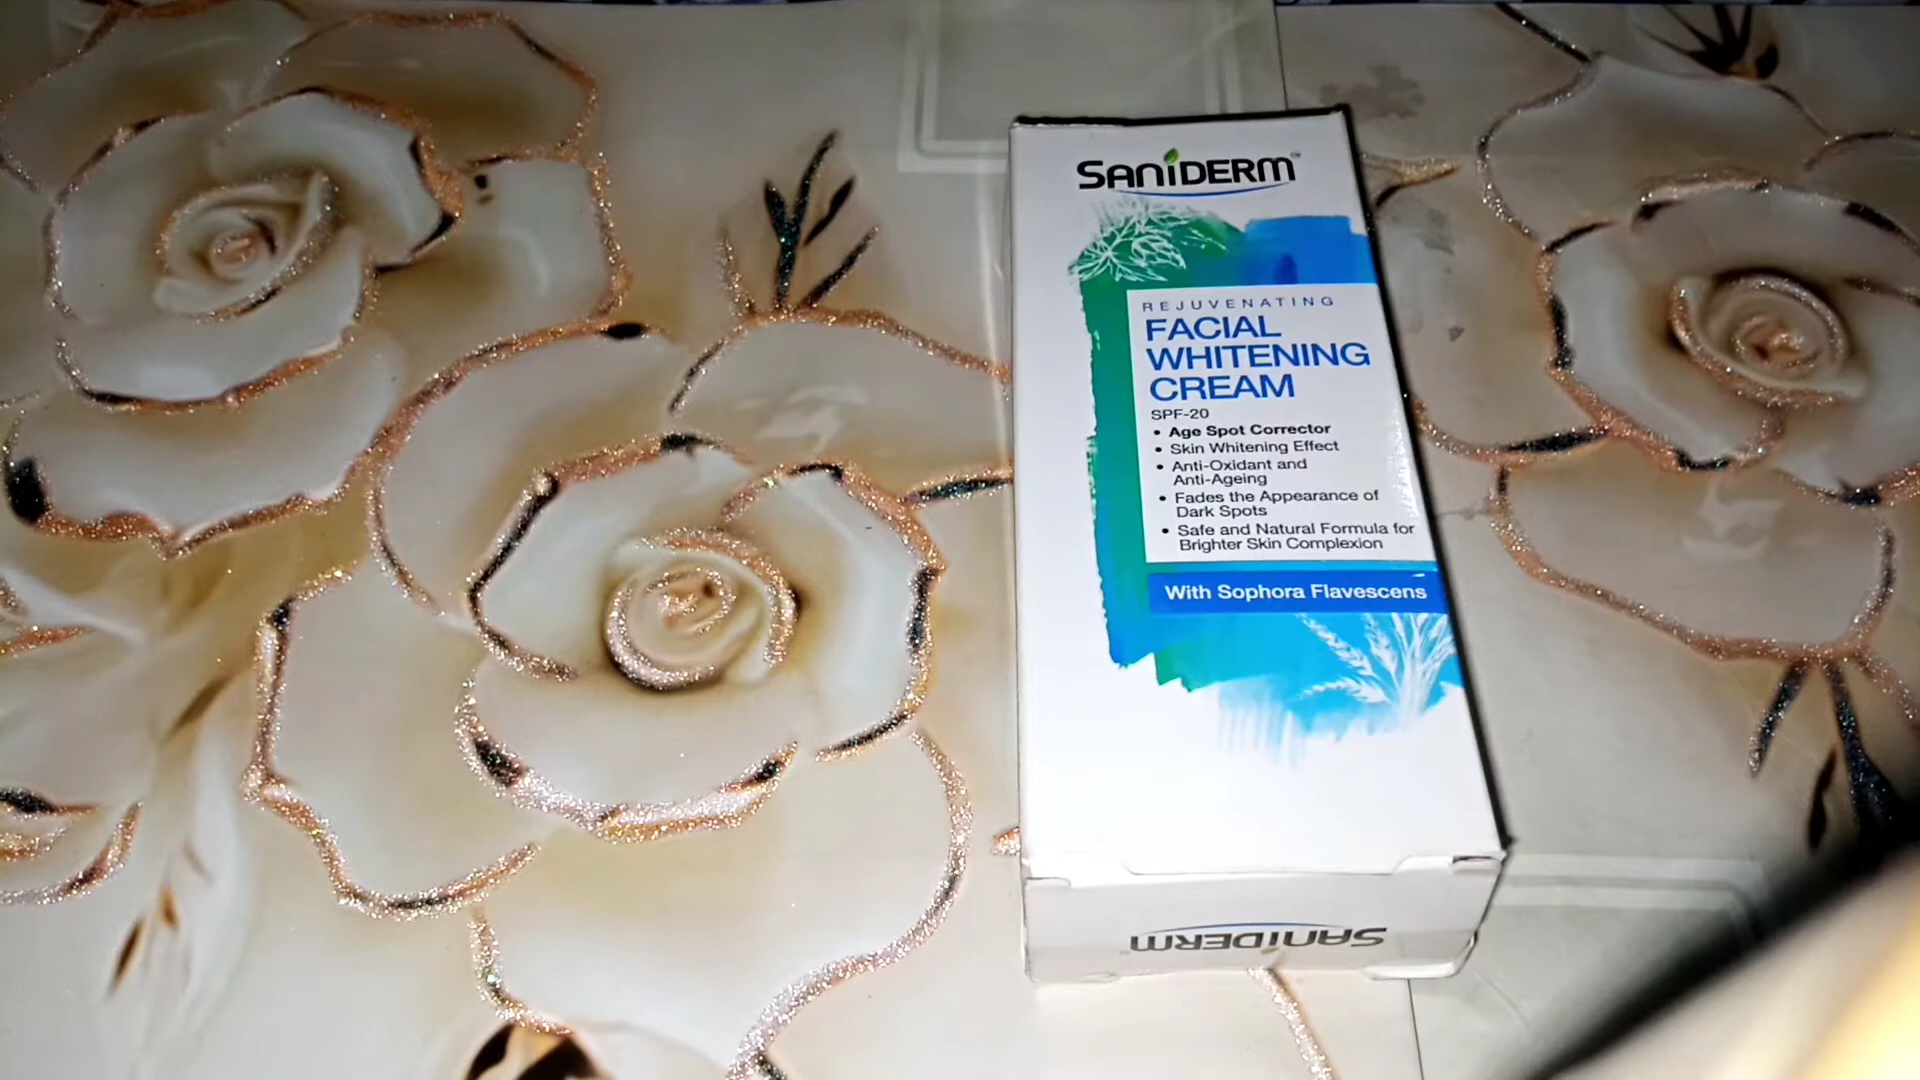 SANiDERM™
REJUVENATING
FACIAL
WHITENING
CREAM
SPF-20
• Age Spot Corrector
• Skin Whitening Effect
• Anti-Oxidant and
Anti-Ageing
• Fades the Appearance of
Dark Spots
• Safe and Natural Formula for
Brighter Skin Complexion
With Sophora Flavescens
SANiDERM